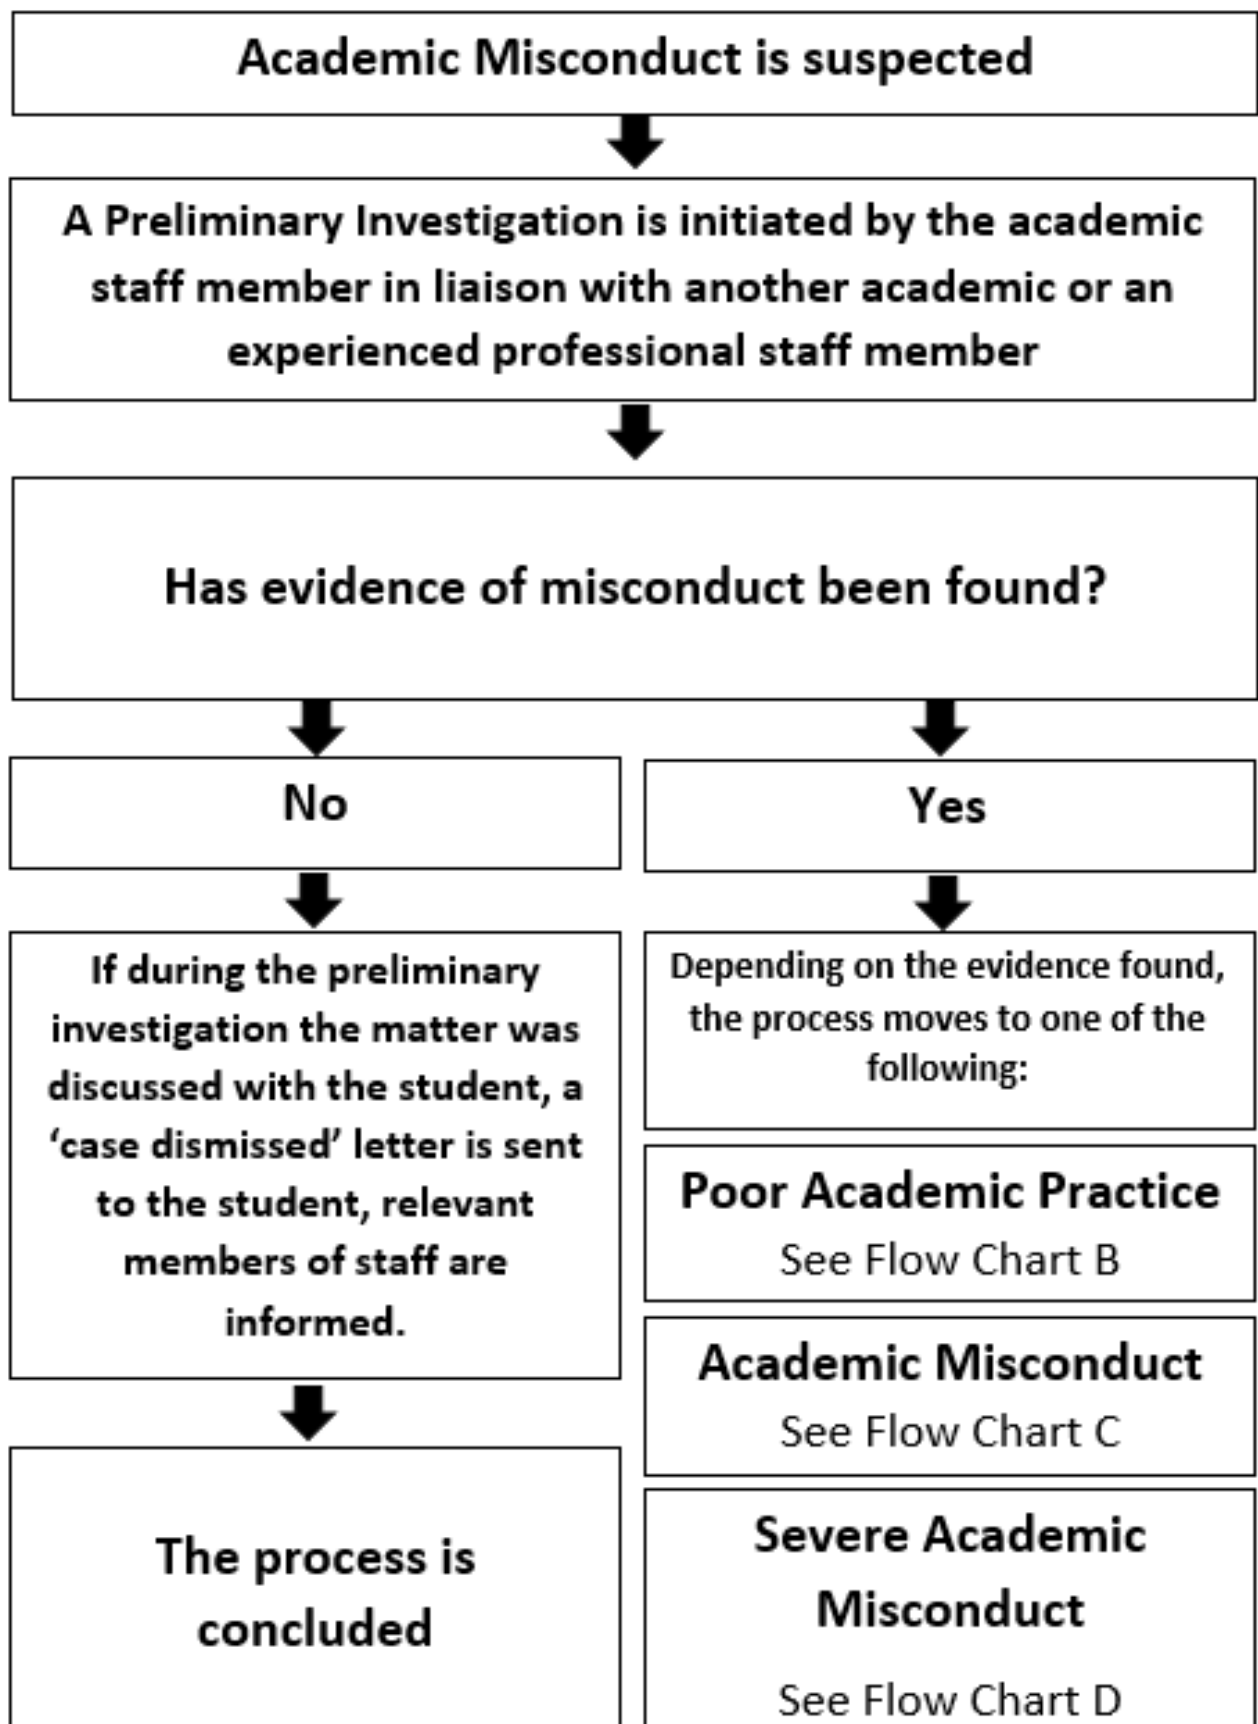 Academic Misconduct is suspected
A Preliminary Investigation is initiated by the academic
staff member in liaison with another academic or an
experienced professional staff member
Has evidence of misconduct been found?
No
Yes
If during the preliminary
investigation the matter was
discussed with the student, a
‘case dismissed’ letter is sent
to the student, relevant
members of staff are
informed.
The process is
concluded
Depending on the evidence found,
the process moves to one of the
following:
Poor Academic Practice
See Flow Chart B
Academic Misconduct
See Flow Chart C
Severe Academic
Misconduct
See Flow Chart D